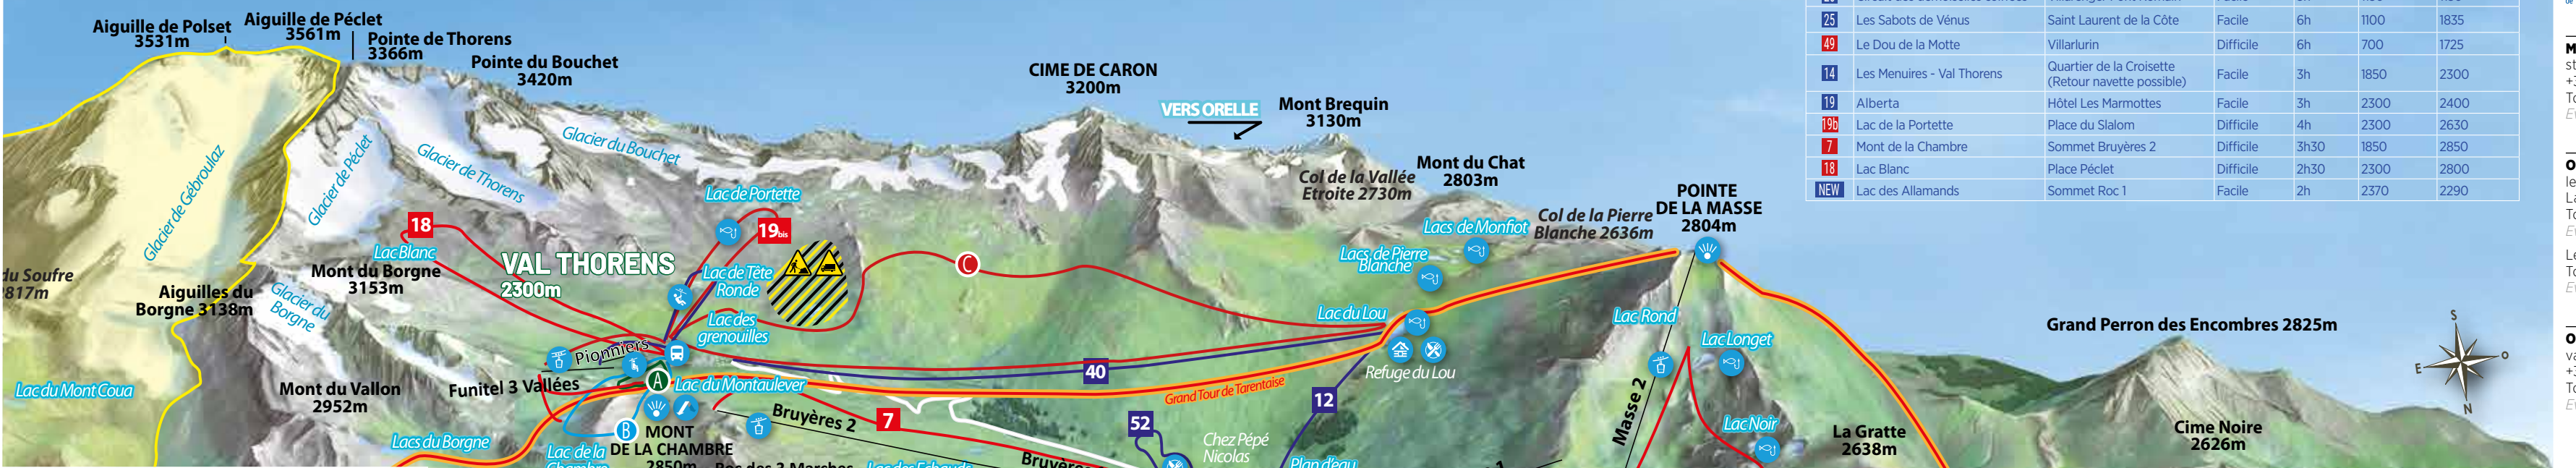 Aiguille de Polset
3531m
Aiguille de Péclet
3561m
Pointe de Thorens
3366m
Pointe du Bouchet
3420m
CIME DE CARON
3200m
VERS ORELLE
Mont Brequin
3130m
Mont du Chat
2803m
Col de la Vallée
Etroite 2730m
POINTE
DE LA MASSE
2804m
Col de la Pierre
Blanche 2636m
Lacs de Monfiot
Lacs de Pierre
Blanche
Glacier de Gébroulaz
Glacier de Péclet
Glacier de Thorens
Glacier du Bouchet
Lac de Portette
19bis
18
Lac Blanc
VAL THORENS
2300m
Mont du Borgne
3153m
du Soufre
2817m
Aiguilles du
Borgne 3138m
Glacier du
Borgne
Lac de Tête
Ronde
C
Lac des
grenouilles
Lac du Lou
Lac Rond
Lac Longet
Grand Perron des Encombres 2825m
S
E
O
N
Pionniers
Funitel 3 Vallées
A
Lac du Montaulever
40
Grand Tour de Tarentaise
Refuge du Lou
12
Masse 2
Lac du Mont Coua
Mont du Vallon
2952m
Bruyères 2
7
52
Chez Pépé
Nicolas
B
MONT
DE LA CHAMBRE
2850m
Lacs du Borgne
Lac de la
Chambre
Roc des 3 Marches
Lac des Echauds
Bruyères
Plan d'eau
Lac Noir
La Gratte
2638m
Cime Noire
2626m
25 Les Sabots de Vénus Saint Laurent de la Côte Facile 6h 1100 1835
49 Le Dou de la Motte Villarlurin Difficile 6h 700 1725
14 Les Menuires - Val Thorens Quartier de la Croisette (Retour navette possible) Facile 3h 1850 2300
19 Alberta Hôtel Les Marmottes Facile 3h 2300 2400
19b Lac de la Portette Place du Slalom Difficile 4h 2300 2630
7 Mont de la Chambre Sommet Bruyères 2 Difficile 3h30 1850 2850
18 Lac Blanc Place Péclet Difficile 2h30 2300 2800
NEW Lac des Allamands Sommet Roc 1 Facile 2h 2370 2290